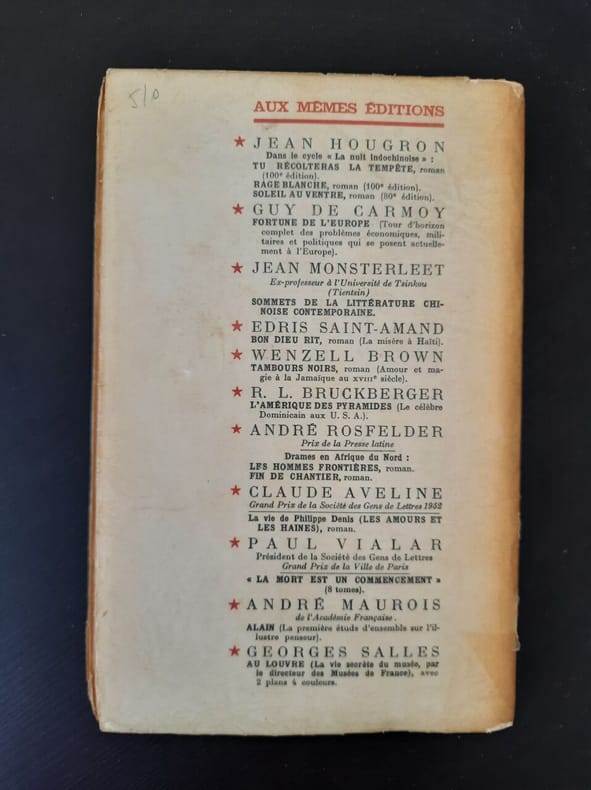 5/0
AUX MÊMES ÉDITIONS
★ JEAN HOUGRON
Dans le cycle « La nuit indochinoise » :
TU RÉCOLTERAS LA TEMPÊTE, roman
(100e édition).
RAGE BLANCHE, roman (100e édition).
SOLEIL AU VENTRE, roman (80e édition).
★ GUY DE CARMOY
FORTUNE DE L'EUROPE (Tour d'horizon
complet des problèmes économiques, mili-
taires et politiques qui se posent actuelle-
ment à l'Europe).
★ JEAN MONSTERLEET
Ex-professeur à l'Université de Tsinkou
(Tientsin)
SOMMETS DE LA LITTÉRATURE CHI-
NOISE CONTEMPORAINE.
★ EDRIS SAINT-AMAND
BON DIEU RIT, roman (La misère à Haïti).
★ WENZELL BROWN
TAMBOURS NOIRS, roman (Amour et ma-
gie à la Jamaïque au XVIIIe siècle).
★ R. L. BRUCKBERGER
L'AMÉRIQUE DES PYRAMIDES (Le célèbre
Dominicain aux U. S. A.).
★ ANDRÉ ROSFELDER
Prix de la Presse latine
Drames en Afrique du Nord :
LES HOMMES FRONTIÈRES, roman.
FIN DE CHANTIER, roman.
★ CLAUDE AVELINE
Grand Prix de la Société des Gens de Lettres 1952
La vie de Philippe Denis (LES AMOURS ET
LES HAINES), roman.
★ PAUL VIALAR
Président de la Société des Gens de Lettres
Grand Prix de la Ville de Paris
« LA MORT EST UN COMMENCEMENT »
(8 tomes).
★ ANDRÉ MAUROIS
de l'Académie Française.
ALAIN (La première étude d'ensemble sur l'il-
lustre penseur).
★ GEORGES SALLES
AU LOUVRE (La vie secrète du musée, par
le directeur des Musées de France), avec
2 plans 4 couleurs.